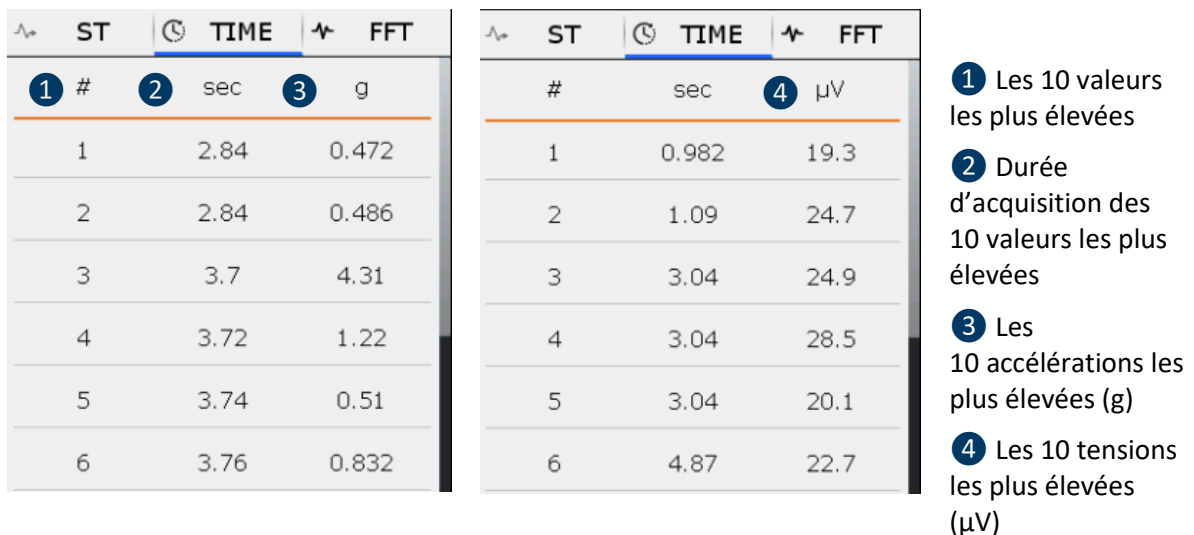 ST TIME FFT
1 # 2 sec 3 g
1 2.84 0.472
2 2.84 0.486
3 3.7 4.31
4 3.72 1.22
5 3.74 0.51
6 3.76 0.832
ST TIME FFT
# sec 4 µV
1 0.982 19.3
2 1.09 24.7
3 3.04 24.9
4 3.04 28.5
5 3.04 20.1
6 4.87 22.7
1 Les 10 valeurs
les plus élevées
2 Durée
d’acquisition des
10 valeurs les plus
élevées
3 Les
10 accélérations les
plus élevées (g)
4 Les 10 tensions
les plus élevées
(µV)